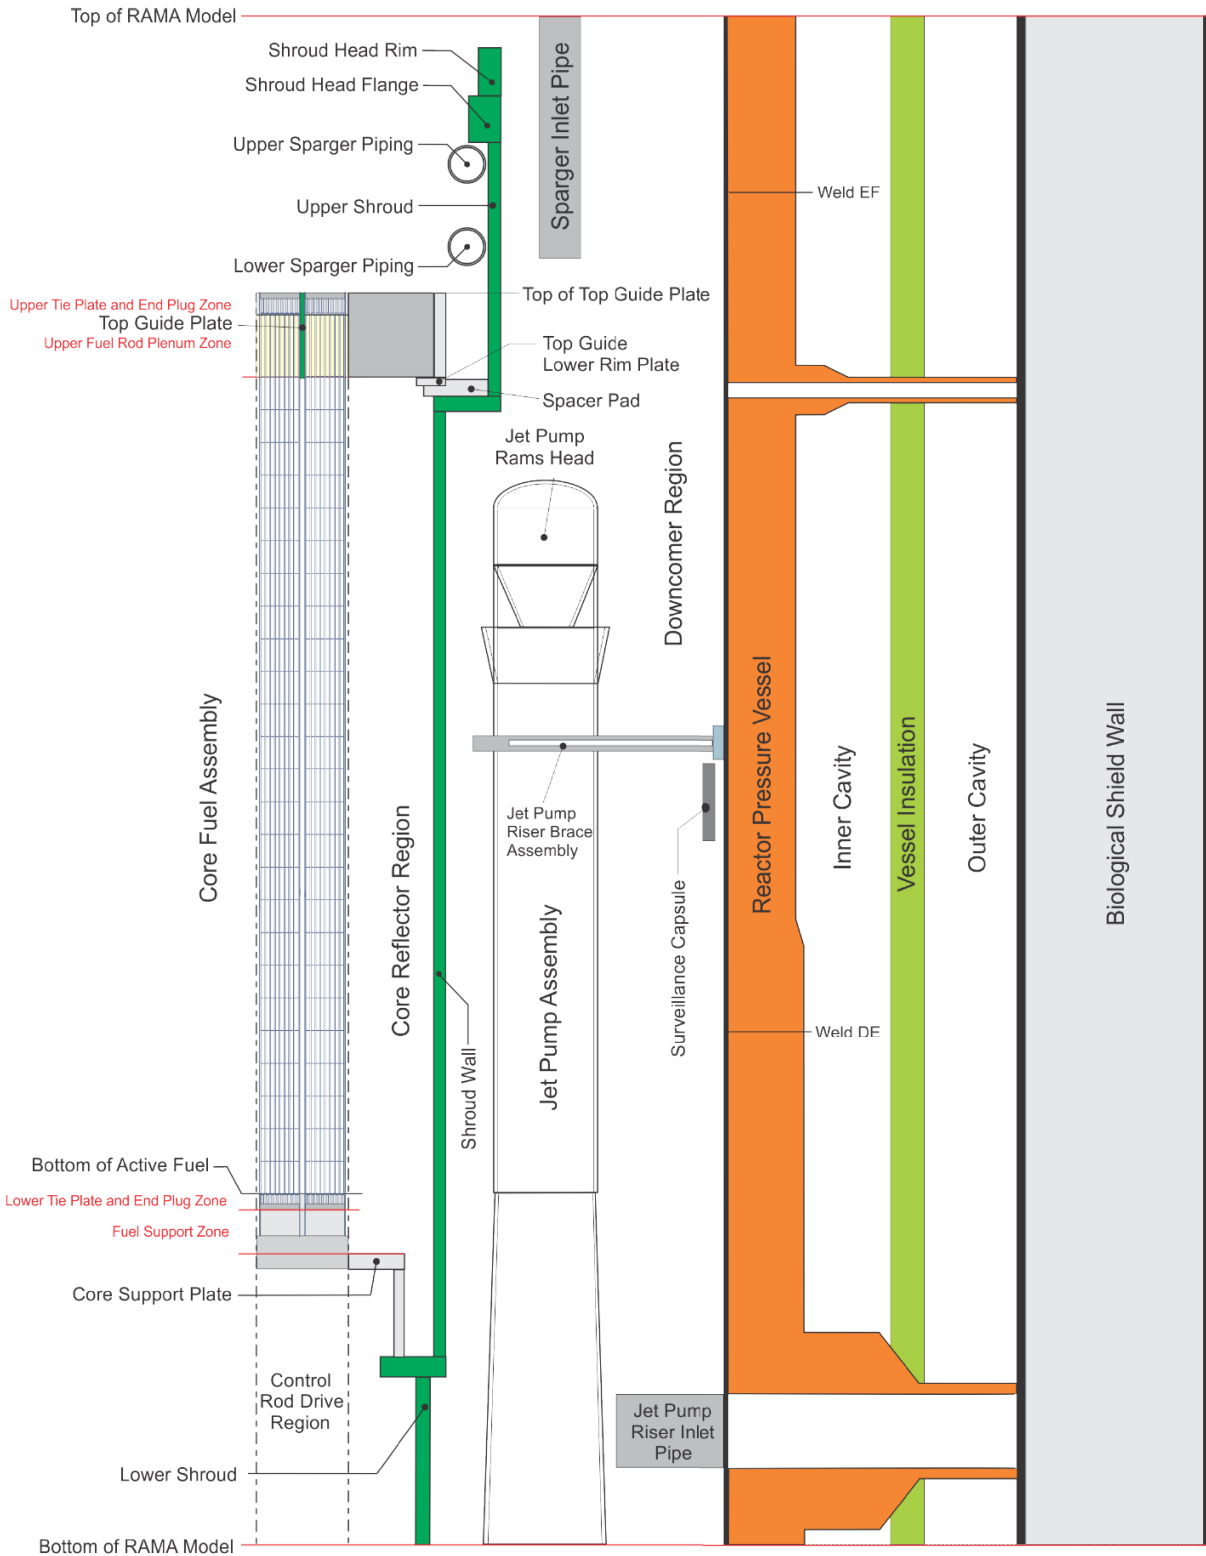 Top of RAMA Model
Shroud Head Rim
Shroud Head Flange
Upper Sparger Piping
Upper Shroud
Lower Sparger Piping
Sparger Inlet Pipe
Weld EF
Upper Tie Plate and End Plug Zone
Top Guide Plate
Upper Fuel Rod Plenum Zone
Top of Top Guide Plate
Top Guide
Lower Rim Plate
Spacer Pad
Jet Pump
Rams Head
Downcomer Region
Core Fuel Assembly
Core Reflector Region
Jet Pump
Riser Brace
Assembly
Jet Pump Assembly
Shroud Wall
Surveillance Capsule
Reactor Pressure Vessel
Inner Cavity
Vessel Insulation
Outer Cavity
Biological Shield Wall
Weld DE
Bottom of Active Fuel
Lower Tie Plate and End Plug Zone
Fuel Support Zone
Core Support Plate
Control
Rod Drive
Region
Jet Pump
Riser Inlet
Pipe
Lower Shroud
Bottom of RAMA Model